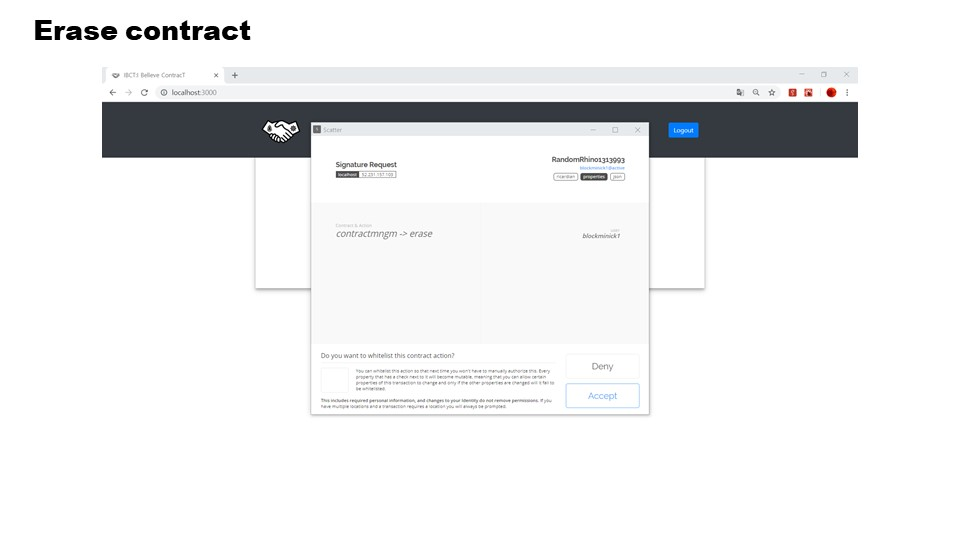 Erase contract
IBCT:I Believe ContracT
localhost:3000
Logout
Scatter
Signature Request
localhost 52.231.157.103
RandomRhino1313993
blockminick1@active
ricardian properties json
Contract & Action
contractmngm -> erase
user
blockminick1
Do you want to whitelist this contract action?
You can whitelist this action so that next time you won't have to manually authorize this. Every
property that has a check next to it will become mutable, meaning that you can allow certain
properties of this transaction to change and only if the other properties are changed will it fail to
be whitelisted.
This includes required personal information, and changes to your Identity do not remove permissions. If you
have multiple locations and a transaction requires a location you will always be prompted.
Deny
Accept